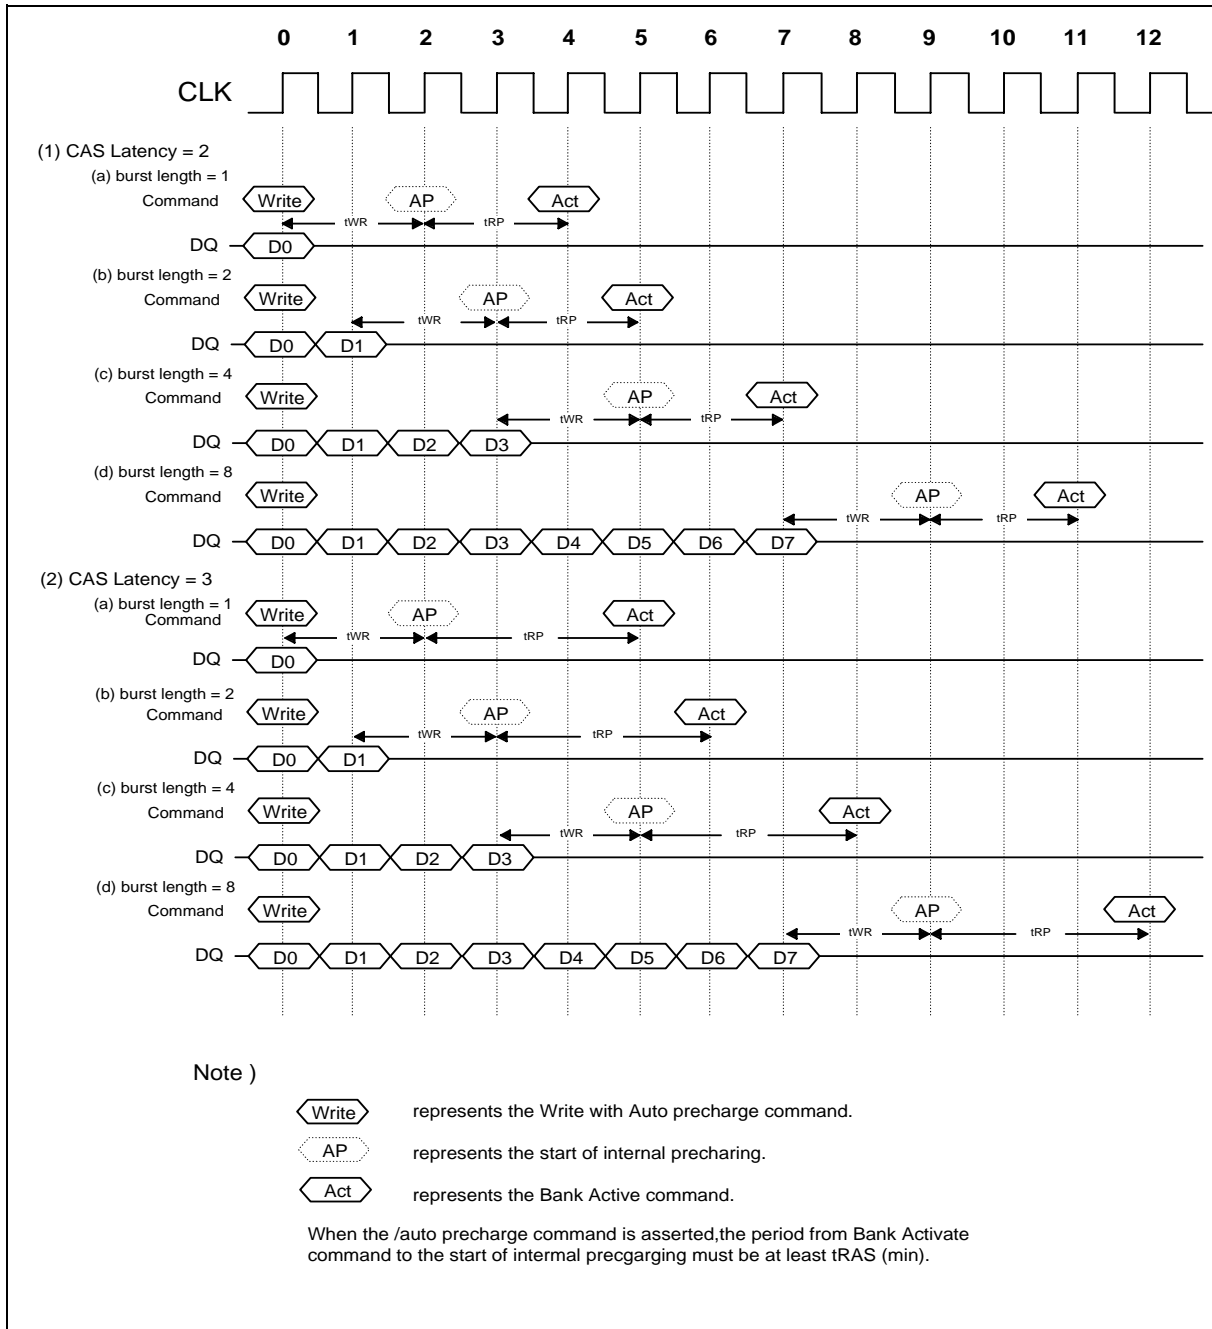 0 1 2 3 4 5 6 7 8 9 10 11 12
CLK
(1) CAS Latency = 2
(a) burst length = 1
Command Write AP Act
tWR tRP
DQ D0
(b) burst length = 2
Command Write AP Act
tWR tRP
DQ D0 D1
(c) burst length = 4
Command Write AP Act
tWR tRP
DQ D0 D1 D2 D3
(d) burst length = 8
Command Write AP Act
tWR tRP
DQ D0 D1 D2 D3 D4 D5 D6 D7
(2) CAS Latency = 3
(a) burst length = 1
Command Write AP Act
tWR tRP
DQ D0
(b) burst length = 2
Command Write AP Act
tWR tRP
DQ D0 D1
(c) burst length = 4
Command Write AP Act
tWR tRP
DQ D0 D1 D2 D3
(d) burst length = 8
Command Write AP Act
tWR tRP
DQ D0 D1 D2 D3 D4 D5 D6 D7
Note )
Write represents the Write with Auto precharge command.
AP represents the start of internal precharing.
Act represents the Bank Active command.
When the /auto precharge command is asserted,the period from Bank Activate
command to the start of intermal precgarging must be at least tRAS (min).